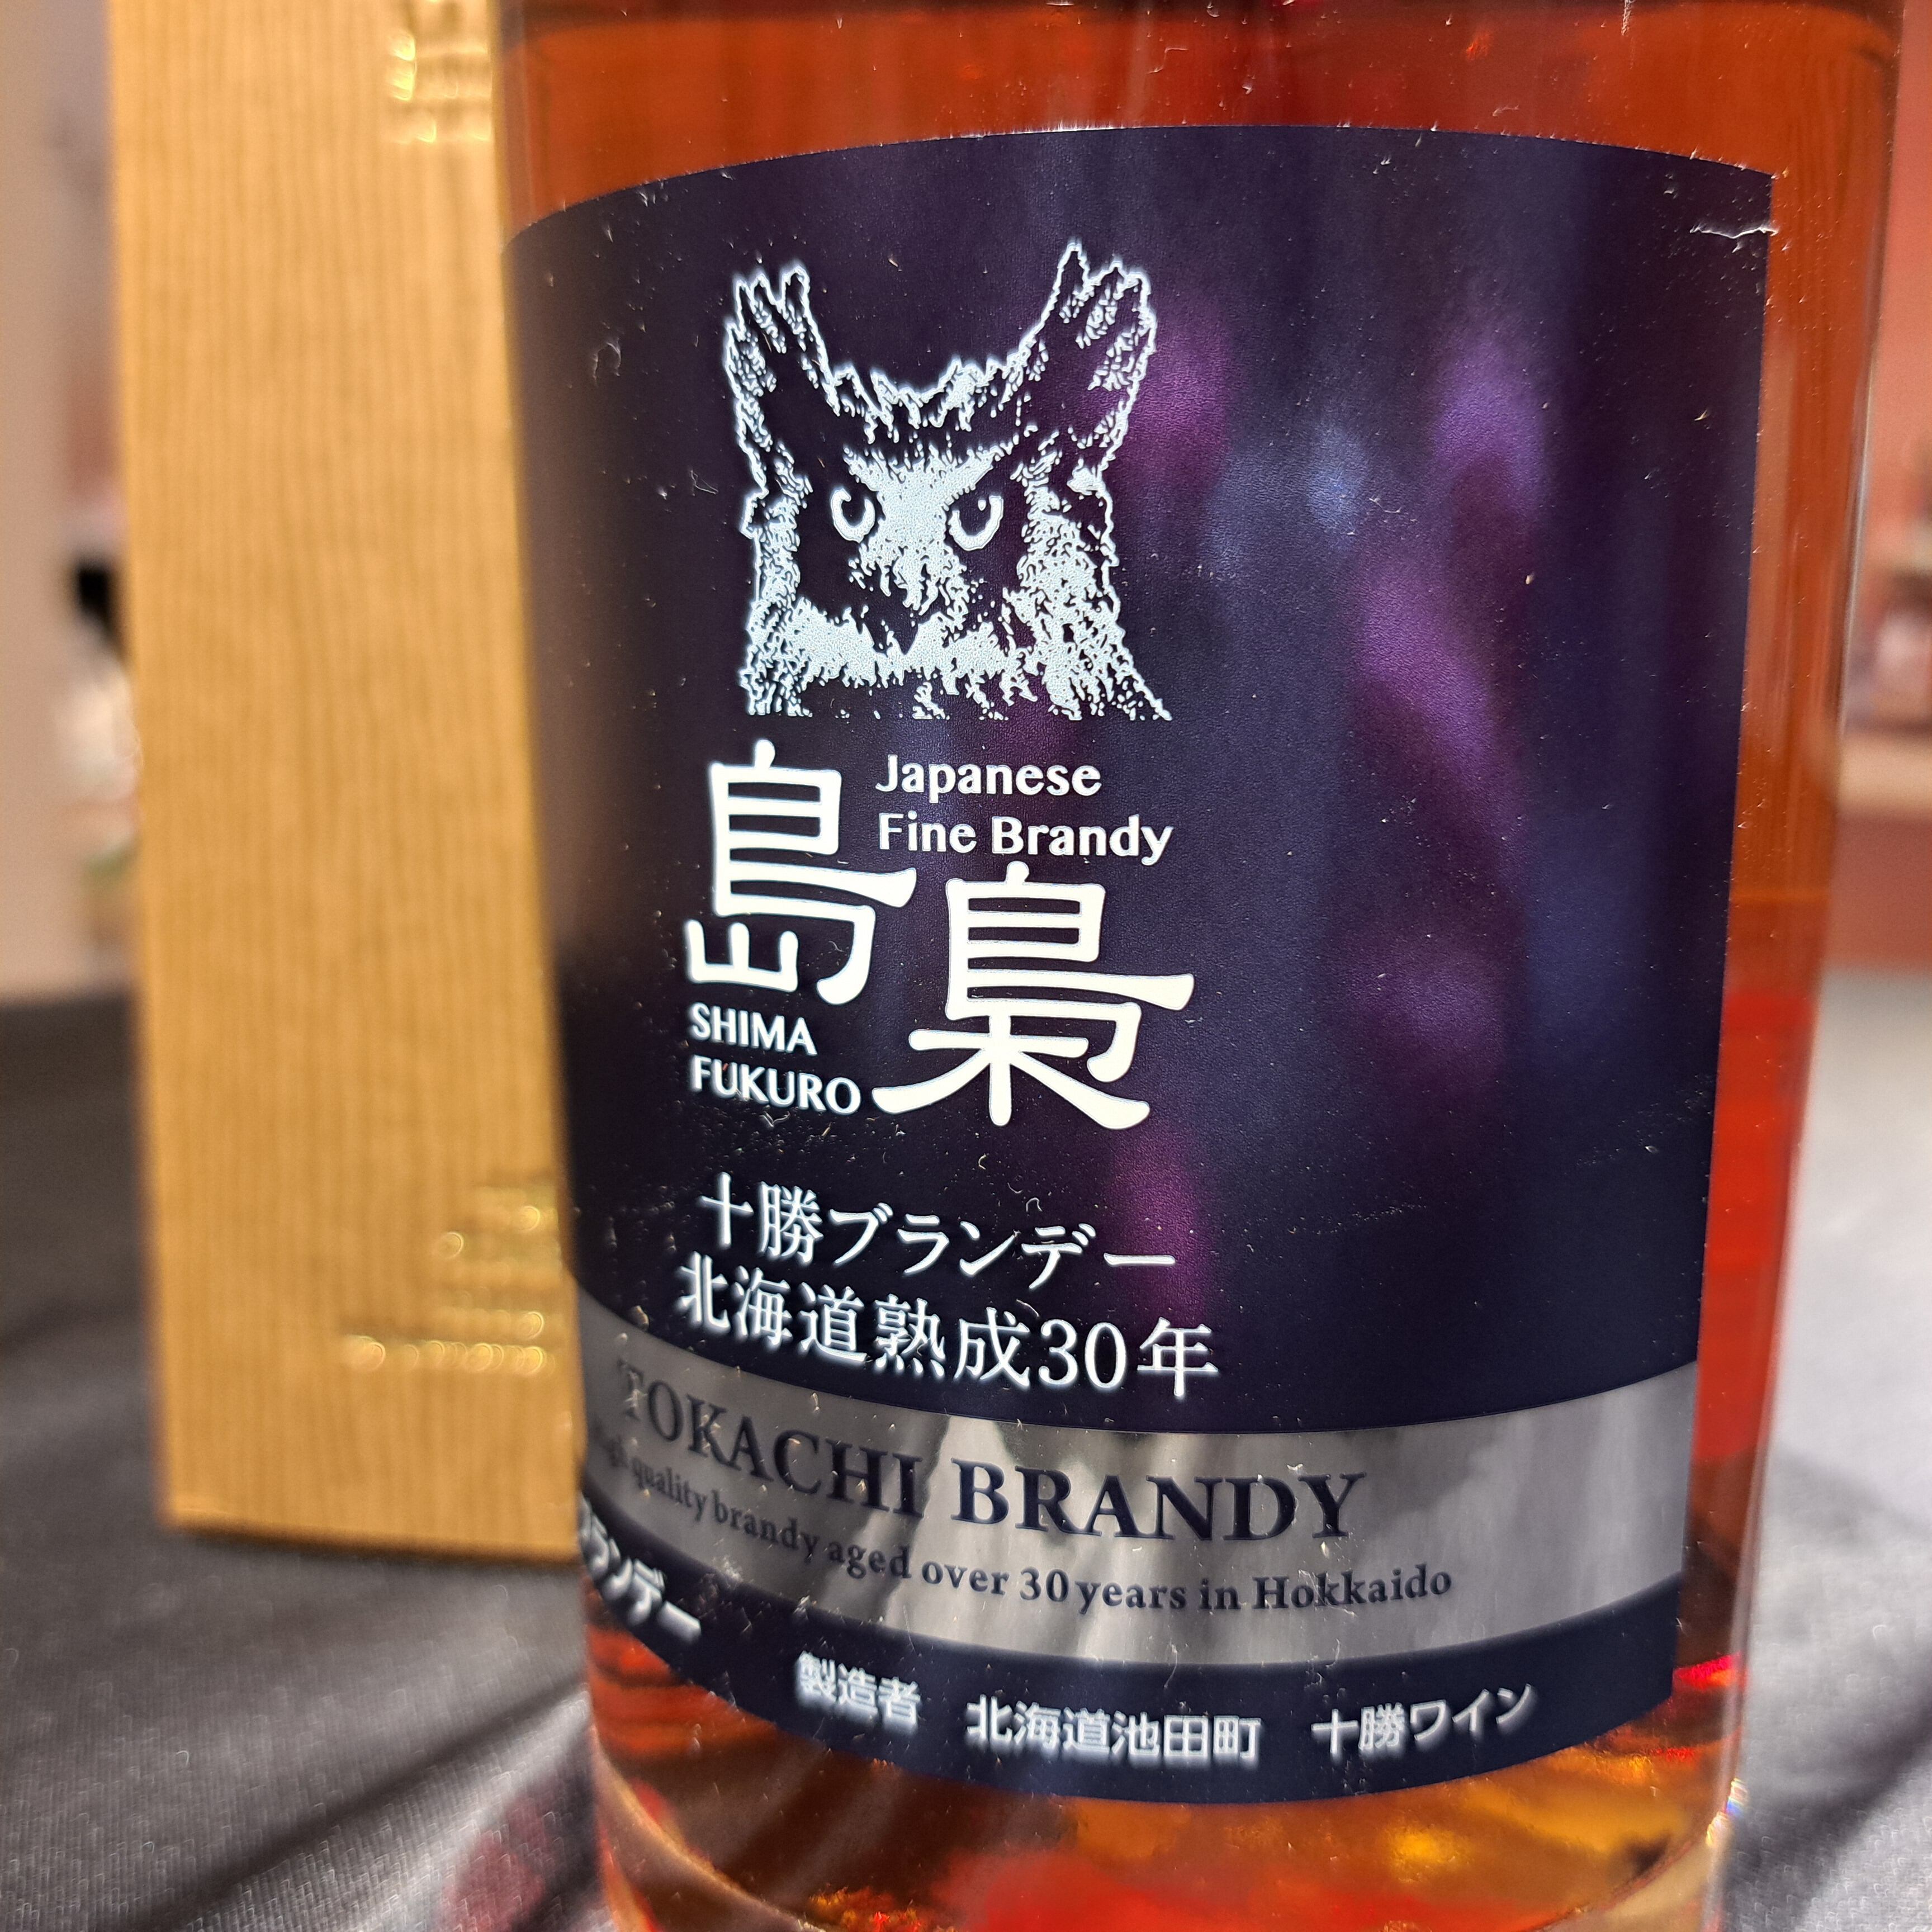 Japanese
Fine Brandy
島梟
SHIMA
FUKURO
十勝ブランデー
北海道熟成30年
TOKACHI BRANDY
quality brandy aged over 30 years in Hokkaido
ブランデー 製造者 北海道池田町 十勝ワイン